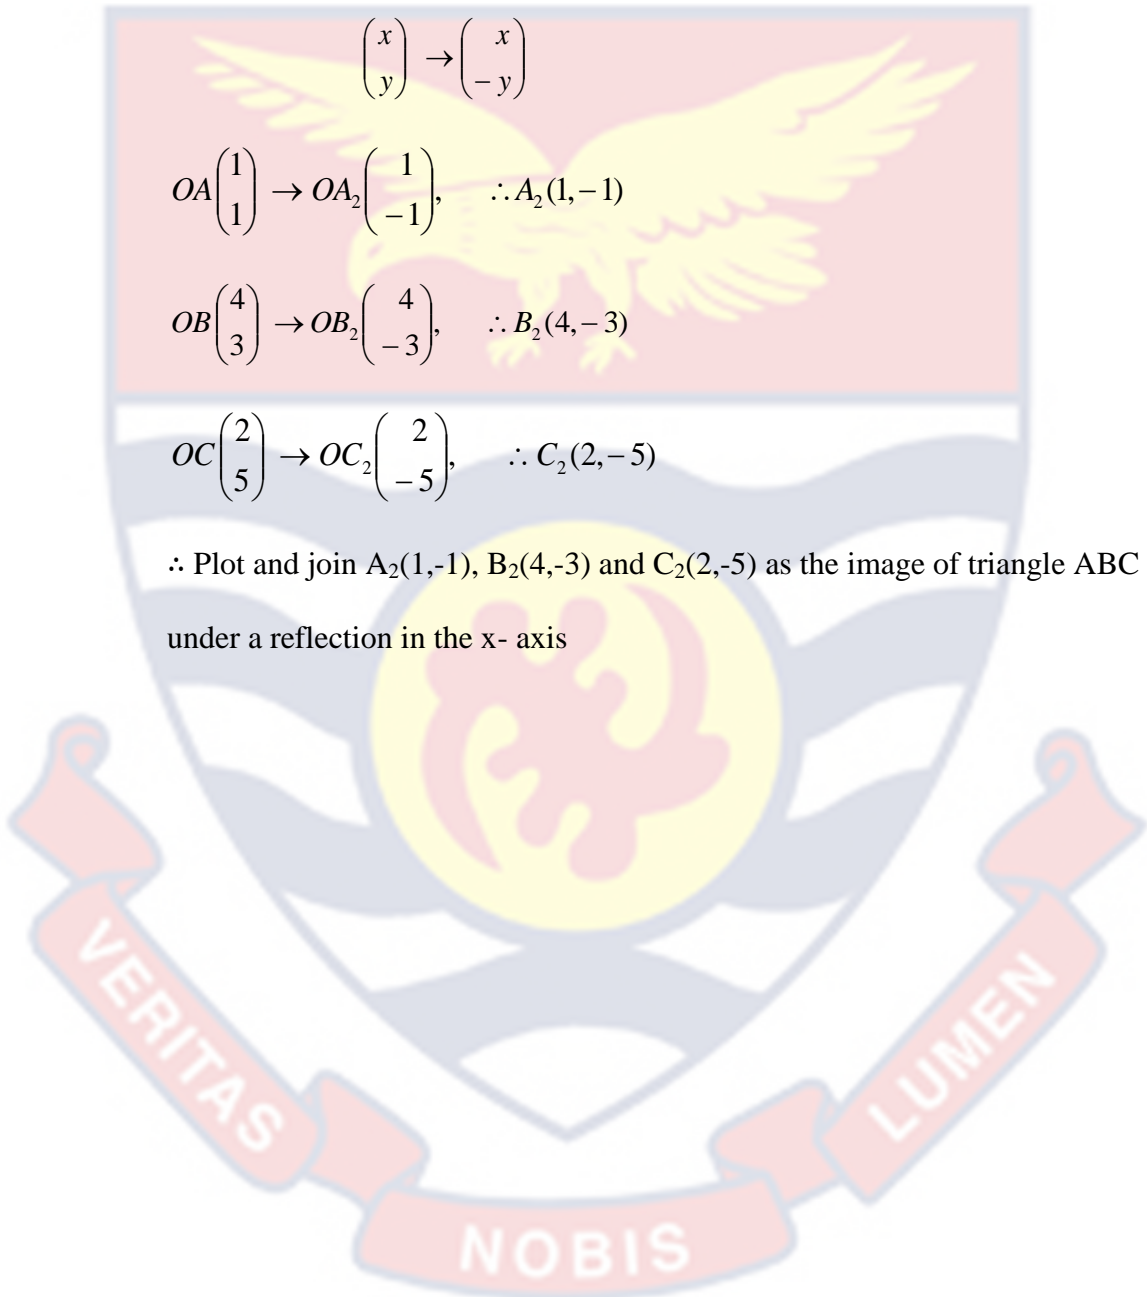 (x y) → (x - y)
OA(1 1) → OA₂(1 -1), ∴ A₂(1,-1)
OB(4 3) → OB₂(4 -3), ∴ B₂(4,-3)
OC(2 5) → OC₂(2 -5), ∴ C₂(2,-5)
∴ Plot and join A₂(1,-1), B₂(4,-3) and C₂(2,-5) as the image of triangle ABC
under a reflection in the x- axis
VERITAS
NOBIS
LUMEN